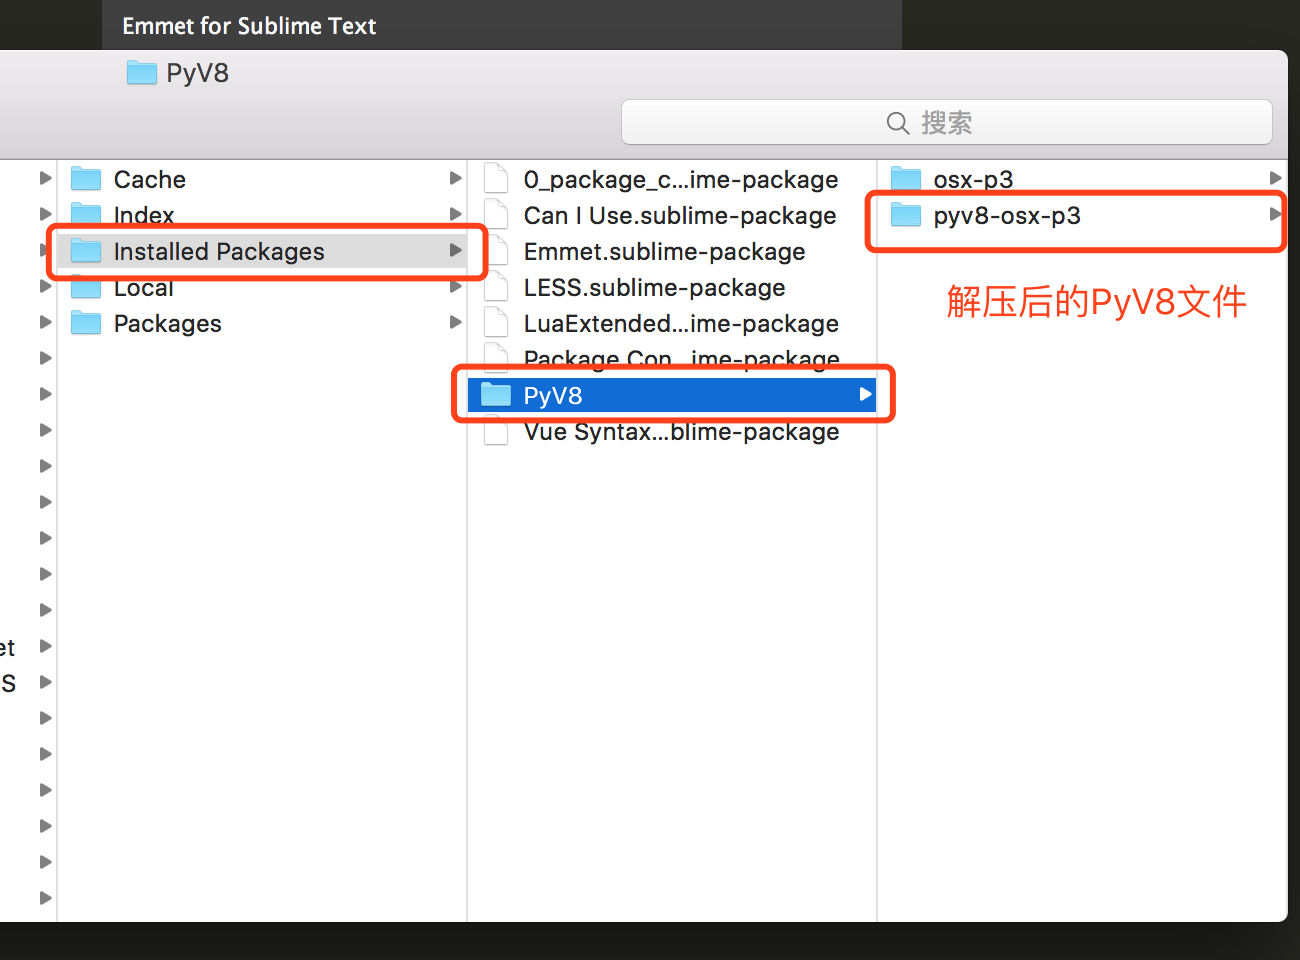 Emmet for Sublime Text
PyV8
搜索
et
S
Cache
Index
Installed Packages
Local
Packages
0_package_c...ime-package
Can I Use.sublime-package
Emmet.sublime-package
LESS.sublime-package
LuaExtended...ime-package
Package Con...ime-package
PyV8
Vue Syntax...blime-package
osx-p3
pyv8-osx-p3
解压后的PyV8文件